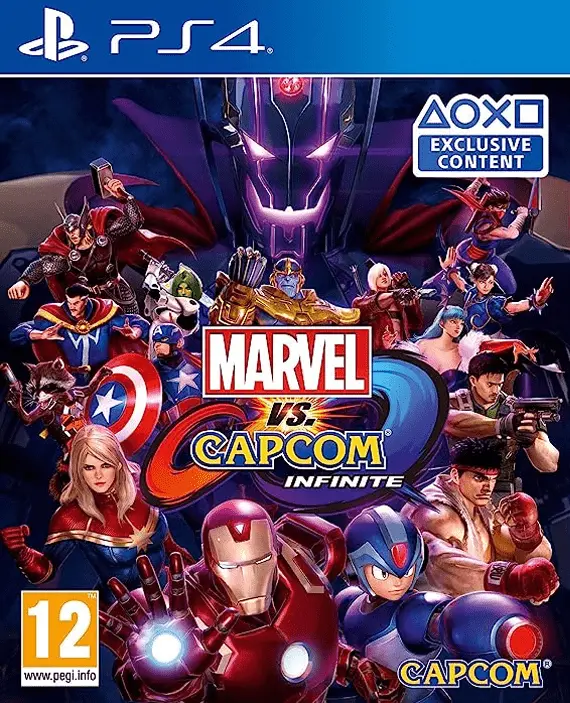 PS4
EXCLUSIVE
CONTENT
MARVEL
VS.
CAPCOM®
INFINITE
12
www.pegi.info
CAPCOM®